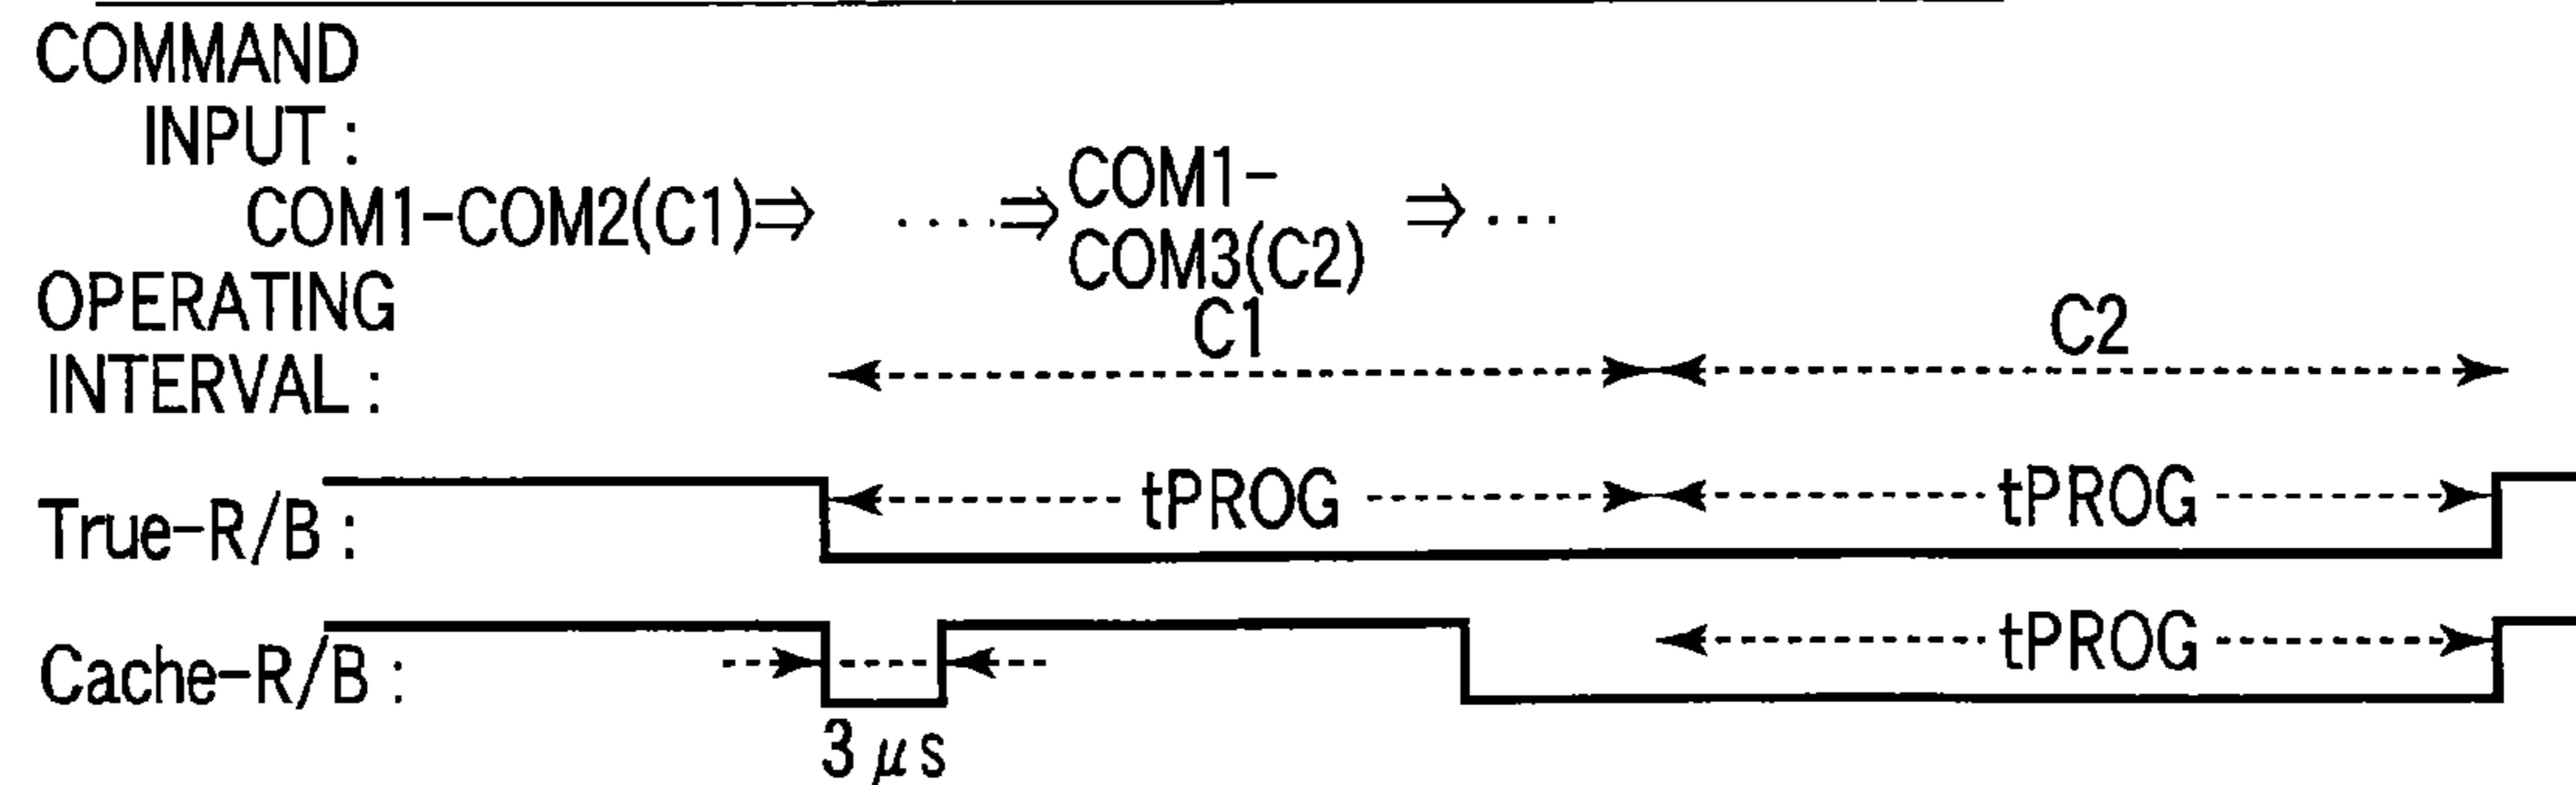 COMMAND
INPUT :
COM1-COM2(C1)⇒ ....⇒ COM1-
COM3(C2) ⇒...
OPERATING
INTERVAL :
C1 C2
True-R/B : tPROG tPROG
Cache-R/B : tPROG
3 μs